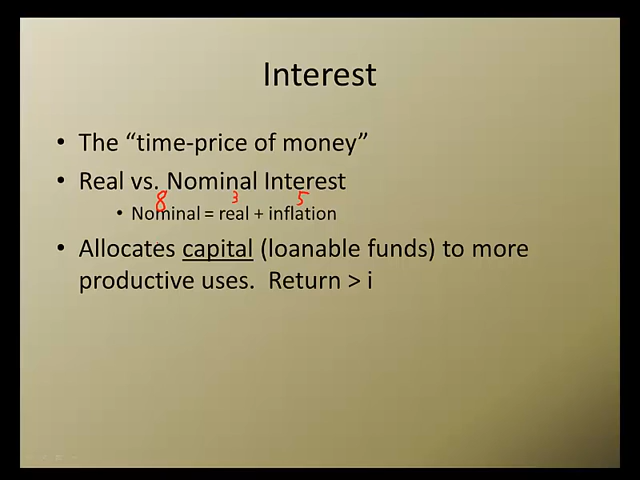 Interest
• The “time-price of money”
• Real vs. Nominal Interest
8 3 5
• Nominal = real + inflation
• Allocates capital (loanable funds) to more
productive uses.  Return > i